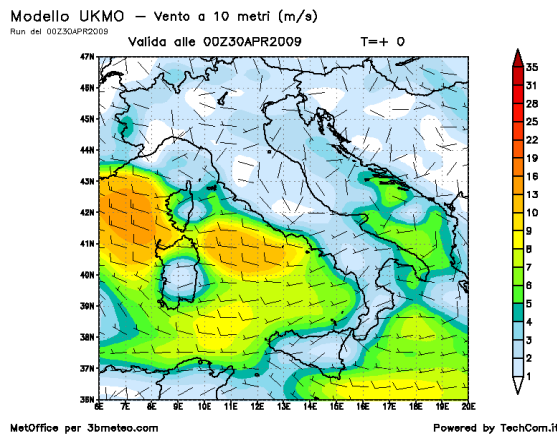 Modello UKMO – Vento a 10 metri (m/s)
Run del 00Z30APR2009
Valida alle 00Z30APR2009 T=+ 0
47N
46N
45N
44N
43N
42N
41N
40N
39N
38N
37N
36N
6E 7E 8E 9E 10E 11E 12E 13E 14E 15E 16E 17E 18E 19E 20E
35
31
28
25
22
19
16
13
10
9
8
7
6
5
4
3
2
1
MetOffice per 3bmeteo.com
Powered by TechCom.it